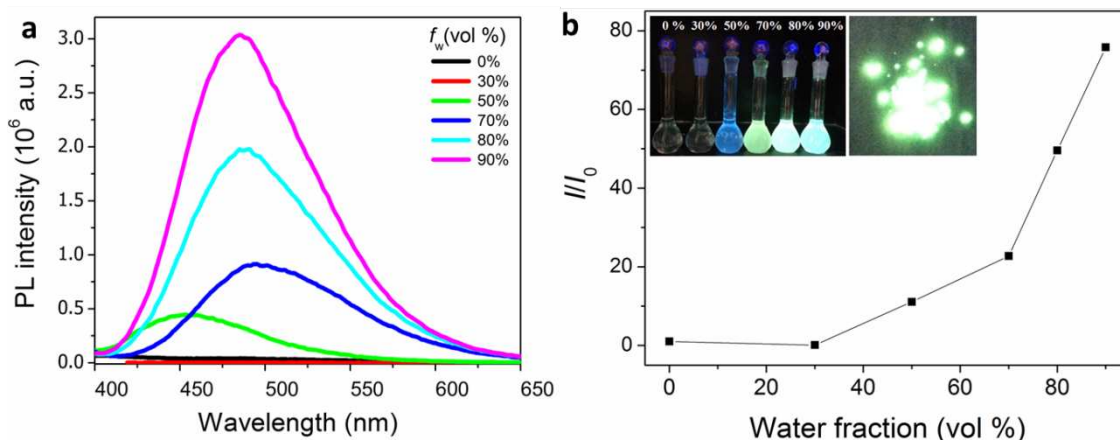 a
3.0
2.5
2.0
1.5
1.0
0.5
0.0
PL intensity (10⁶ a.u.)
f_w (vol %)
0%
30%
50%
70%
80%
90%
400 450 500 550 600 650
Wavelength (nm)
b
80
60
40
20
0
I/I₀
0 % 30% 50% 70% 80% 90%
0 20 40 60 80
Water fraction (vol %)